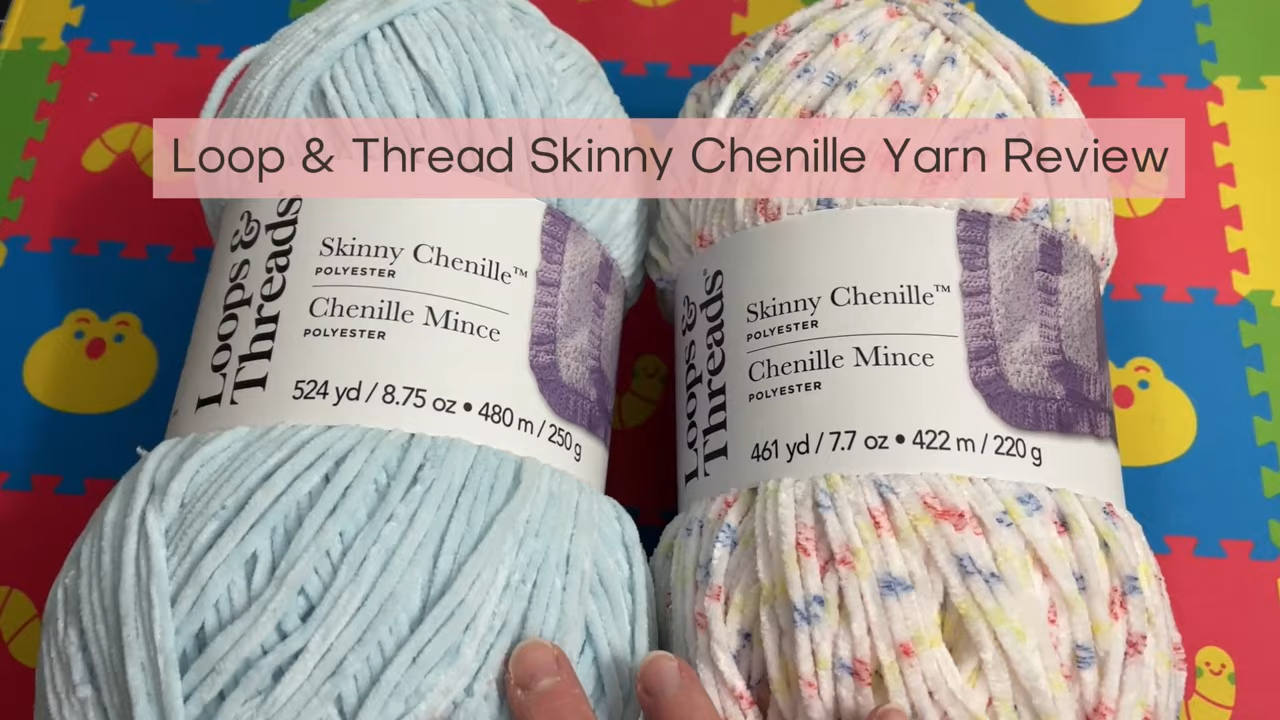 Loop & Thread Skinny Chenille Yarn Review
Loops &
Threads
Skinny Chenille™
POLYESTER
Chenille Mince
POLYESTER
524 yd / 8.75 oz • 480 m / 250 g
Loops &
Threads®
Skinny Chenille™
POLYESTER
Chenille Mince
POLYESTER
461 yd / 7.7 oz • 422 m / 220 g